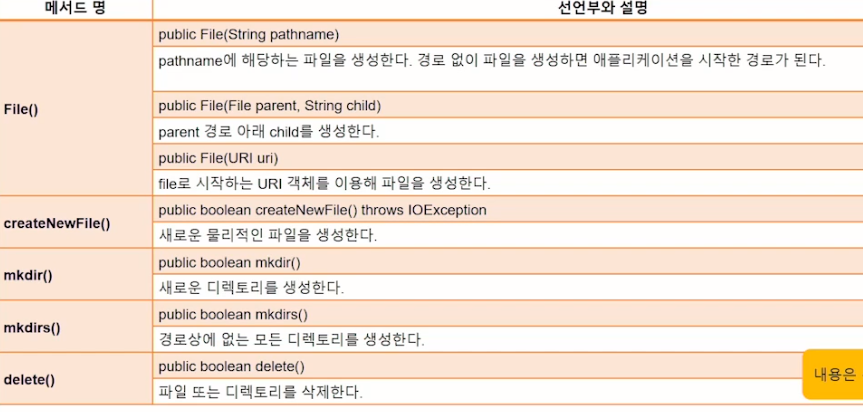 메서드 명
선언부와 설명
File()
public File(String pathname)
pathname에 해당하는 파일을 생성한다. 경로 없이 파일을 생성하면 애플리케이션을 시작한 경로가 된다.
public File(File parent, String child)
parent 경로 아래 child를 생성한다.
public File(URI uri)
file로 시작하는 URI 객체를 이용해 파일을 생성한다.
createNewFile()
public boolean createNewFile() throws IOException
새로운 물리적인 파일을 생성한다.
mkdir()
public boolean mkdir()
새로운 디렉토리를 생성한다.
mkdirs()
public boolean mkdirs()
경로상에 없는 모든 디렉토리를 생성한다.
delete()
public boolean delete()
파일 또는 디렉토리를 삭제한다.
내용은